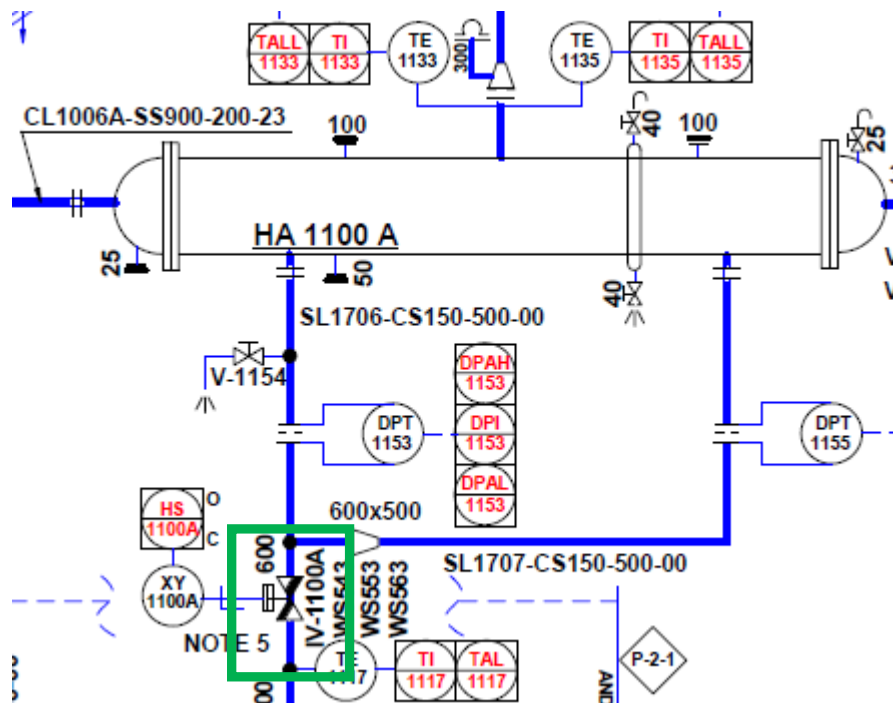 TALL
1133
TI
1133
TE
1133
300
TE
1135
TI
1135
TALL
1135
CL1006A-SS900-200-23
100
40
100
25
HA 1100 A
25
50
40
SL1706-CS150-500-00
V-1154
DPAH
1153
DPT
1153
DPI
1153
DPT
1155
DPAL
1153
600x500
HS
1100A
O
C
600
SL1707-CS150-500-00
XY
1100A
IV-1100A
WS543
WS553
WS563
NOTE 5
TE
1117
TI
1117
TAL
1117
P-2-1
AND